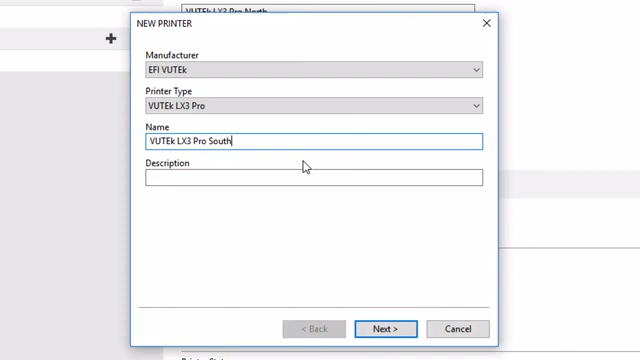 VUTEk LX3 Pro North
NEW PRINTER
Manufacturer
EFI VUTEk
Printer Type
VUTEk LX3 Pro
Name
VUTEk LX3 Pro South
Description
< Back
Next >
Cancel